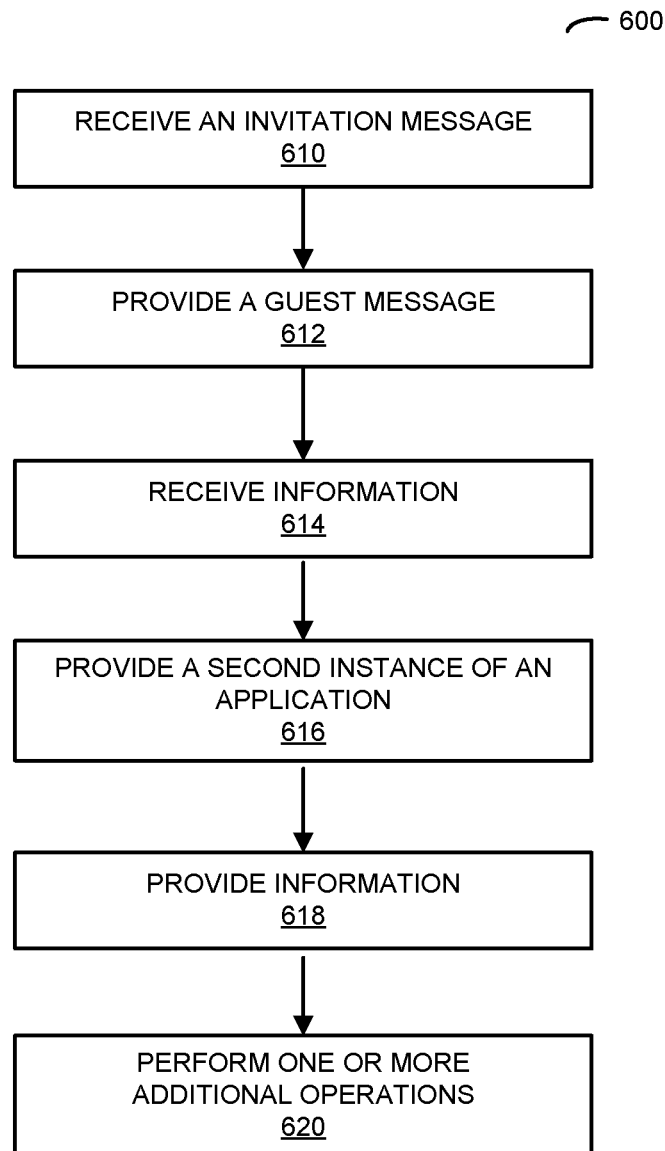 600
RECEIVE AN INVITATION MESSAGE
610
PROVIDE A GUEST MESSAGE
612
RECEIVE INFORMATION
614
PROVIDE A SECOND INSTANCE OF AN
APPLICATION
616
PROVIDE INFORMATION
618
PERFORM ONE OR MORE
ADDITIONAL OPERATIONS
620